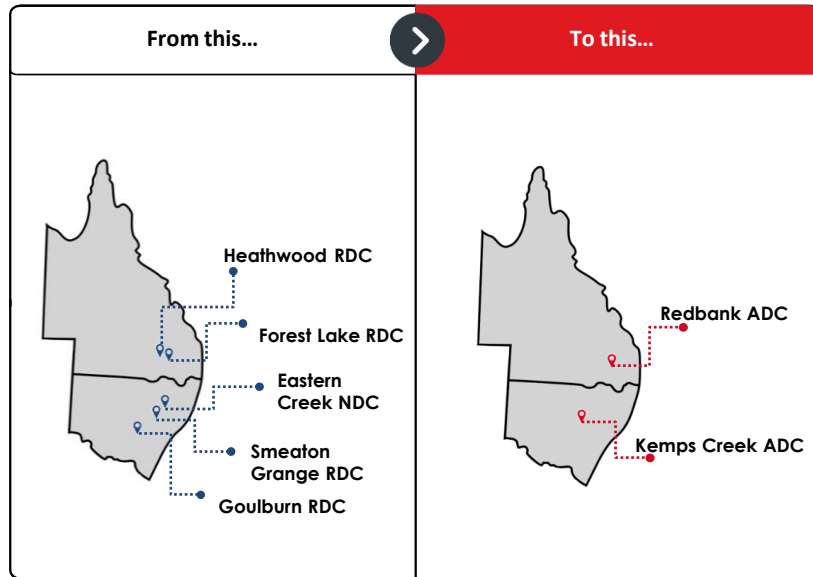 From this...
To this...
Heathwood RDC
Forest Lake RDC
Eastern
Creek NDC
Smeaton
Grange RDC
Goulburn RDC
Redbank ADC
Kemps Creek ADC